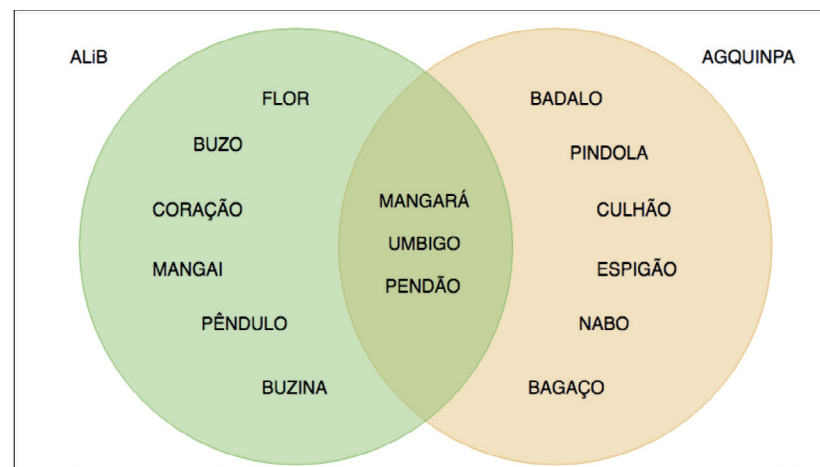 ALiB
FLOR
BUZO
CORAÇÃO
MANGAI
PÊNDULO
BUZINA
MANGARÁ
UMBIGO
PENDÃO
AGQUINPA
BADALO
PINDOLA
CULHÃO
ESPIGÃO
NABO
BAGAÇO